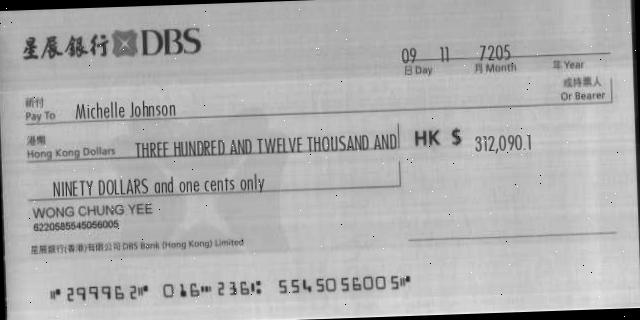 星展銀行 DBS
09 11 7205
日 Day 月 Month 年 Year
祈付
Pay To Michelle Johnson
或持票人
Or Bearer
港幣
Hong Kong Dollars THREE HUNDRED AND TWELVE THOUSAND AND
HK $ 312,090.1
NINETY DOLLARS and one cents only
WONG CHUNG YEE
6220585545056005
星展銀行(香港)有限公司 DBS Bank (Hong Kong) Limited
⑈299962⑈ 016⑉236⑆ 5545056005⑈